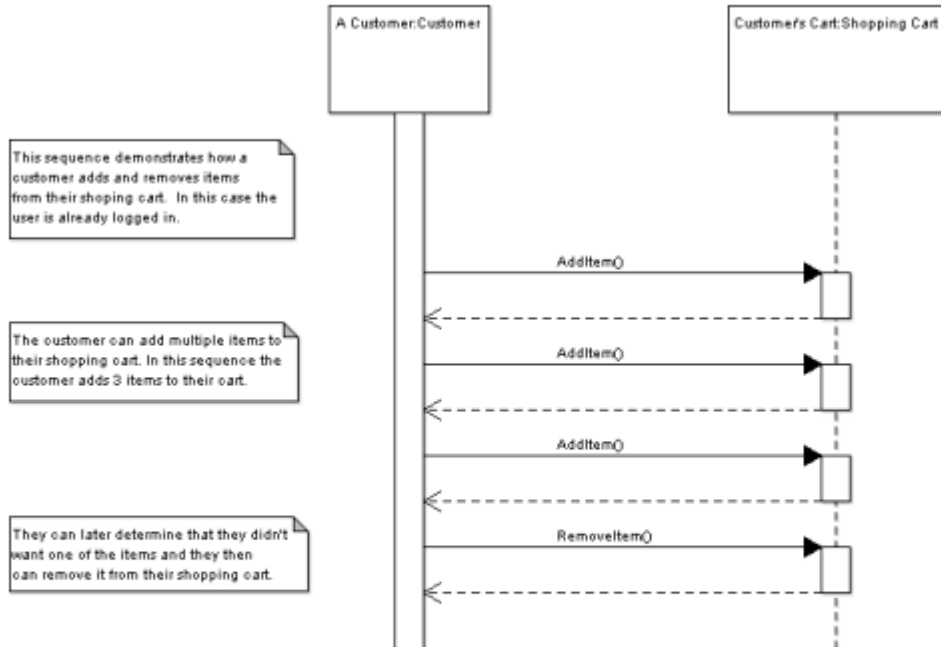 A Customer:Customer
Customer's Cart:Shopping Cart
This sequence demonstrates how a
customer adds and removes items
from their shoping cart.  In this case the
user is already logged in.
AddItem()
The customer can add multiple items to
their shopping cart. In this sequence the
customer adds 3 items to their cart.
AddItem()
AddItem()
They can later determine that they didn't
want one of the items and they then
can remove it from their shopping cart.
RemoveItem()